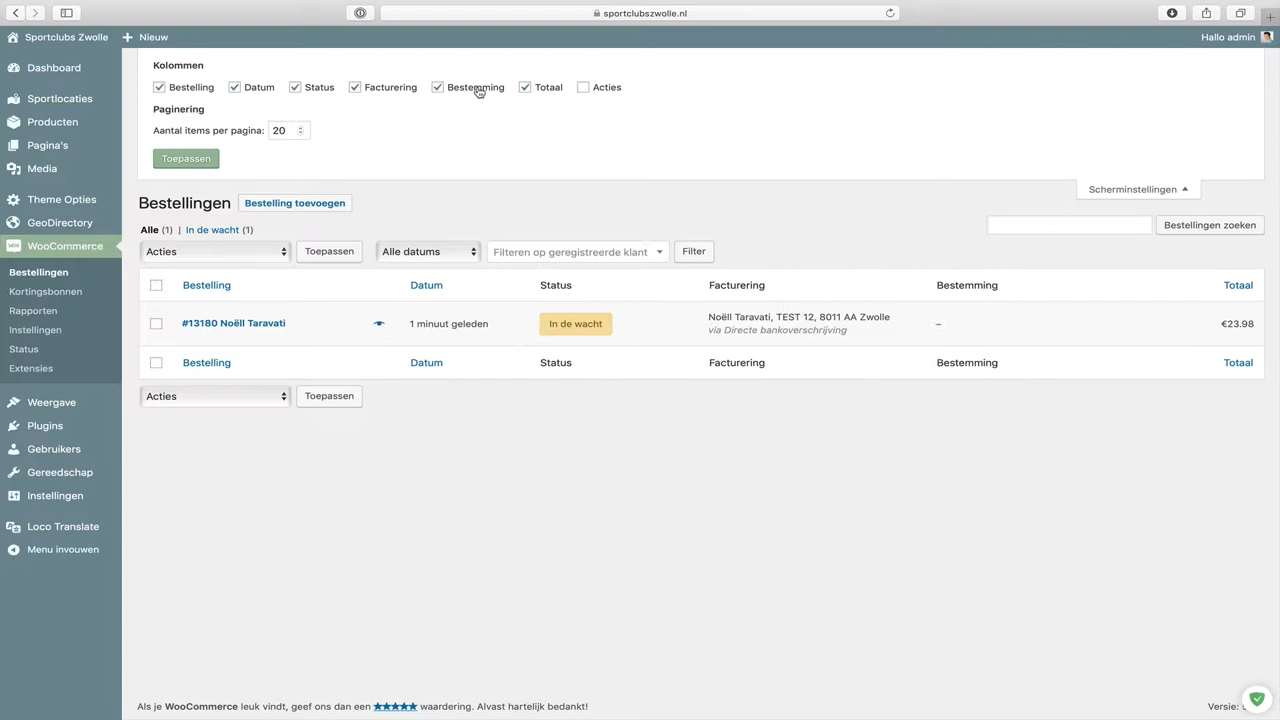 sportclubszwolle.nl
Sportclubs Zwolle
Nieuw
Hallo admin
Dashboard
Sportlocaties
Producten
Pagina's
Media
Theme Opties
GeoDirectory
WooCommerce
Bestellingen
Kortingsbonnen
Rapporten
Instellingen
Status
Extensies
Weergave
Plugins
Gebruikers
Gereedschap
Instellingen
Loco Translate
Menu invouwen
Kolommen
Bestelling Datum Status Facturering Bestemming Totaal Acties
Paginering
Aantal items per pagina: 20
Toepassen
Scherminstellingen
Bestellingen Bestelling toevoegen
Alle (1) | In de wacht (1)
Bestellingen zoeken
Acties Toepassen Alle datums Filteren op geregistreerde klant Filter
Bestelling Datum Status Facturering Bestemming Totaal
#13180 Noëll Taravati 1 minuut geleden In de wacht Noëll Taravati, TEST 12, 8011 AA Zwolle – €23.98
via Directe bankoverschrijving
Bestelling Datum Status Facturering Bestemming Totaal
Acties Toepassen
Als je WooCommerce leuk vindt, geef ons dan een ★★★★★ waardering. Alvast hartelijk bedankt!
Versie: